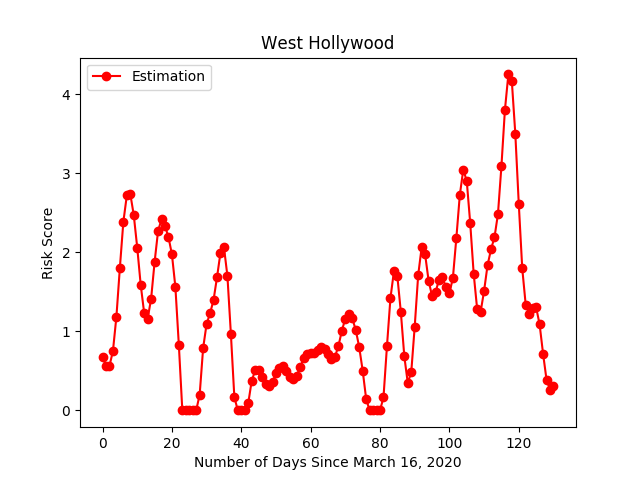 West Hollywood
Estimation
Risk Score
4
3
2
1
0
0 20 40 60 80 100 120
Number of Days Since March 16, 2020